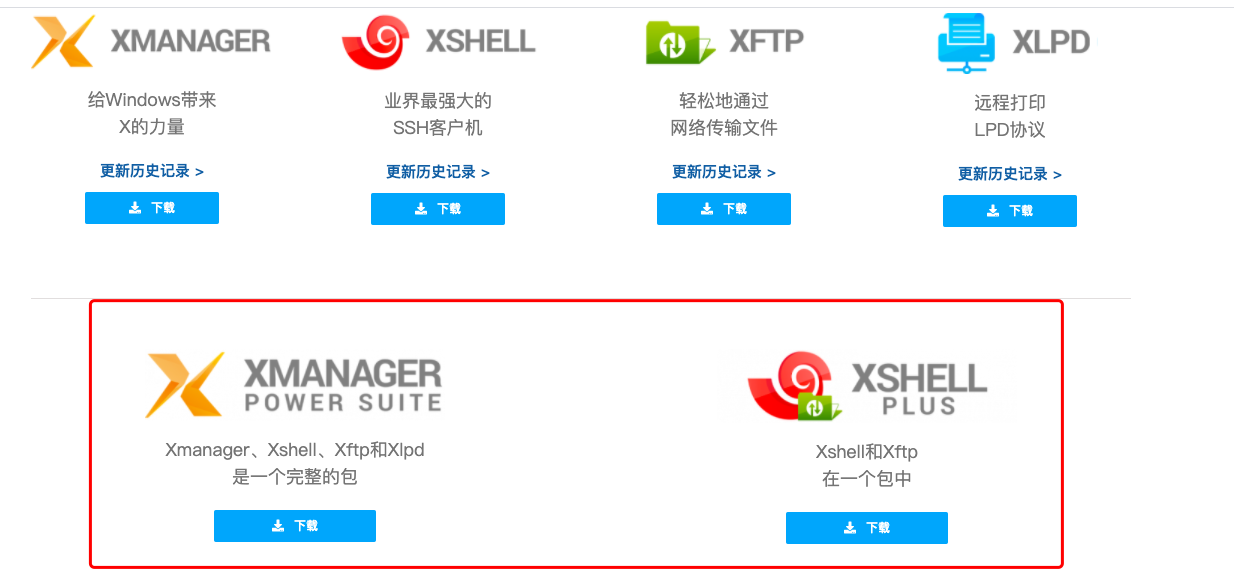 XMANAGER
XSHELL
XFTP
XLPD
给Windows带来
X的力量
业界最强大的
SSH客户机
轻松地通过
网络传输文件
远程打印
LPD协议
更新历史记录 >
更新历史记录 >
更新历史记录 >
更新历史记录 >
下载
下载
下载
下载
XMANAGER
POWER SUITE
XSHELL
PLUS
Xmanager、Xshell、Xftp和Xlpd
是一个完整的包
Xshell和Xftp
在一个包中
下载
下载